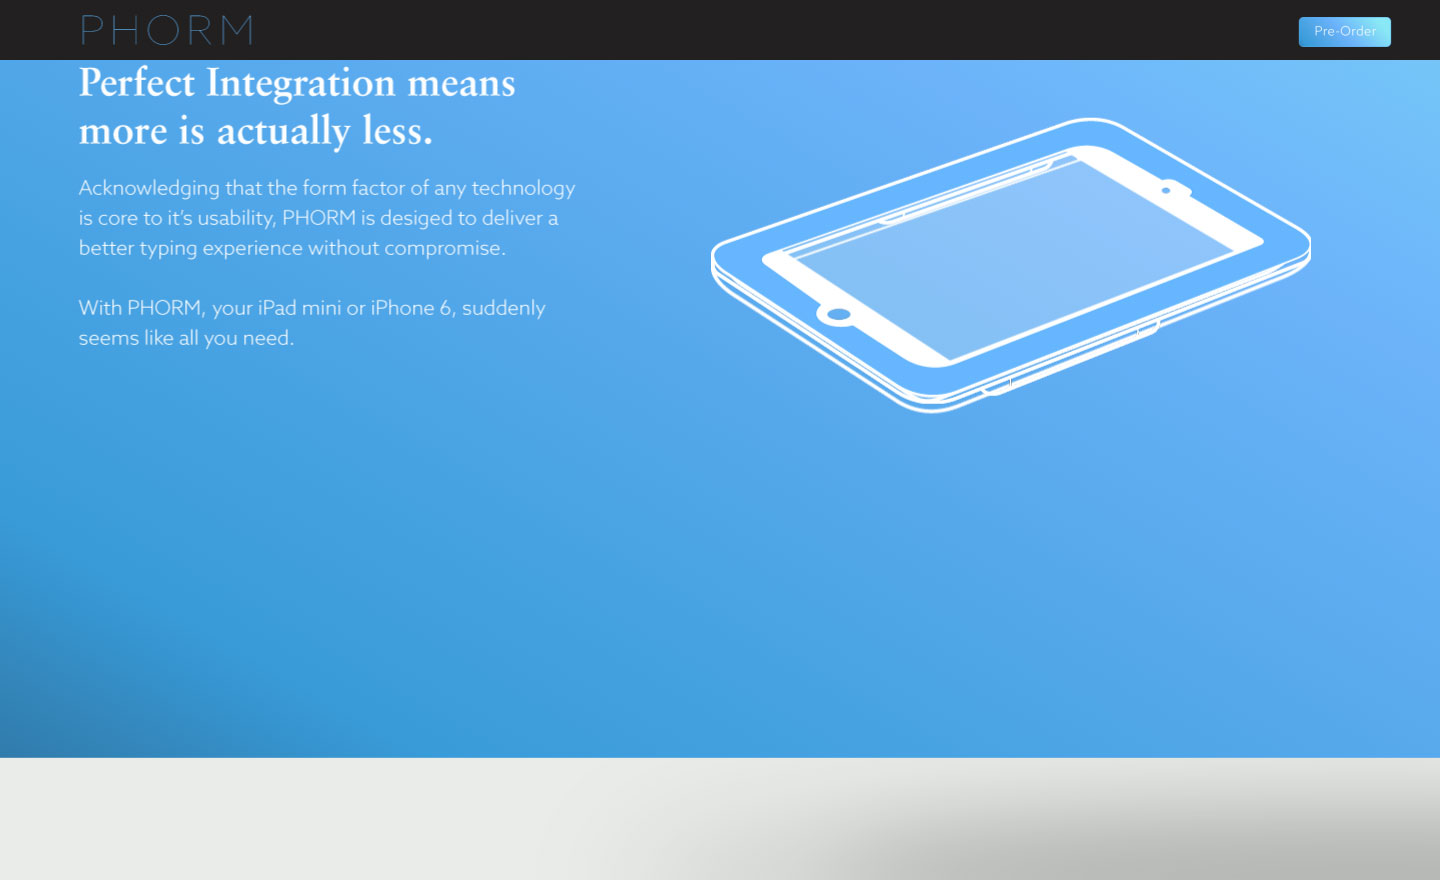 PHORM
Pre-Order
Perfect Integration means
more is actually less.
Acknowledging that the form factor of any technology
is core to it's usability, PHORM is desiged to deliver a
better typing experience without compromise.
With PHORM, your iPad mini or iPhone 6, suddenly
seems like all you need.